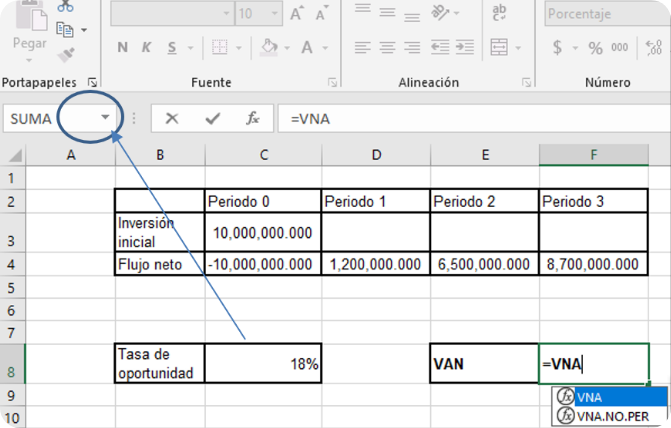 10
A A
ab
Porcentaje
Pegar
N K S
A
$ % 000
Portapapeles
Fuente
Alineación
Número
SUMA
fx
=VNA
A B C D E F
1
2 Periodo 0 Periodo 1 Periodo 2 Periodo 3
Inversión
3 inicial 10,000,000.000
4 Flujo neto -10,000,000.000 1,200,000.000 6,500,000.000 8,700,000.000
5
6
7
Tasa de
8 oportunidad 18% VAN =VNA
9 VNA
10 VNA.NO.PER